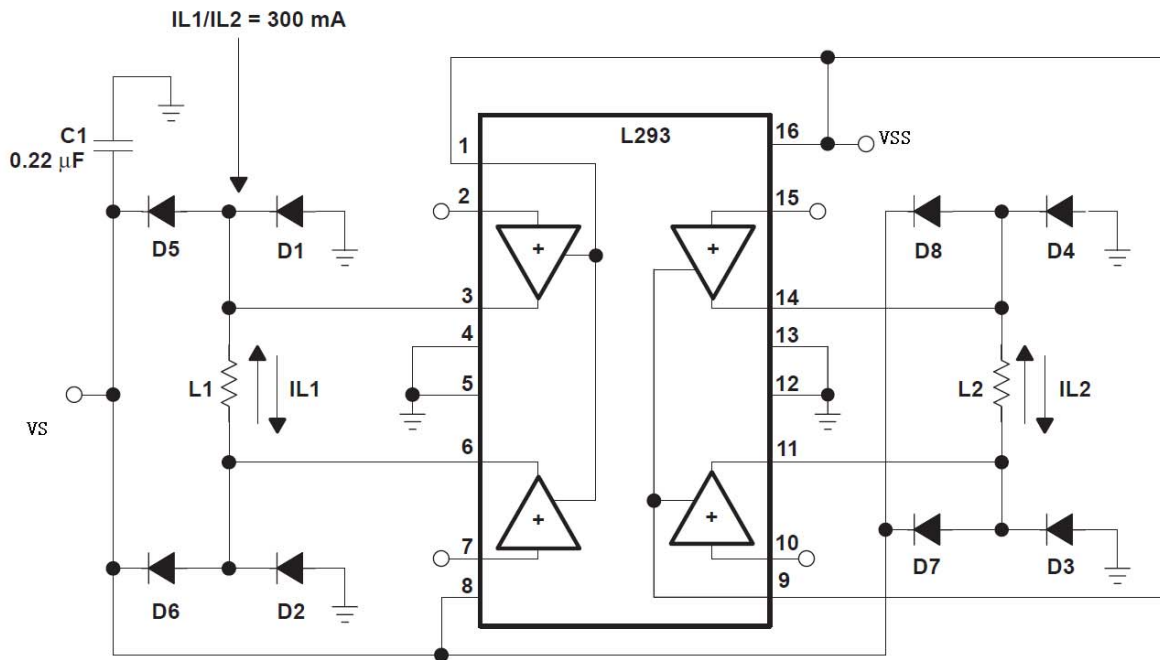 IL1/IL2 = 300 mA
L293
C1
0.22 μF
1
16
VSS
2
15
D5
D1
D8
D4
+
+
3
14
4
13
L1
IL1
5
12
L2
IL2
VS
6
11
+
+
7
10
D6
D2
8
9
D7
D3